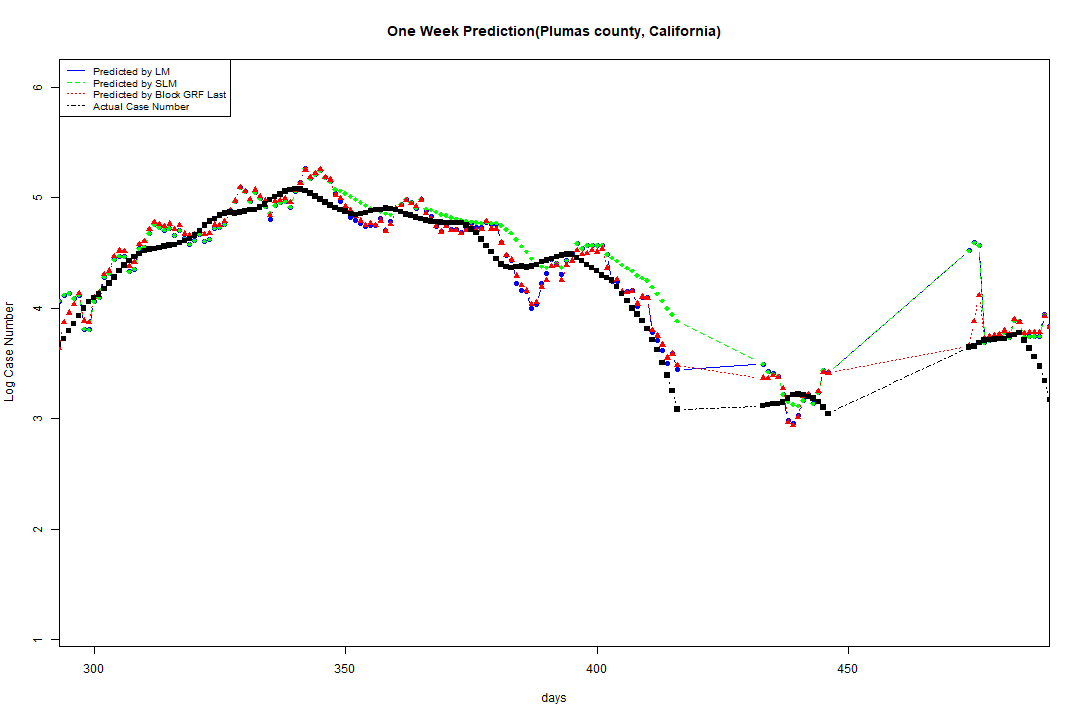 One Week Prediction(Plumas county, California)
Predicted by LM
Predicted by SLM
Predicted by Block GRF Last
Actual Case Number
Log Case Number
6
5
4
3
2
1
300
350
400
450
days